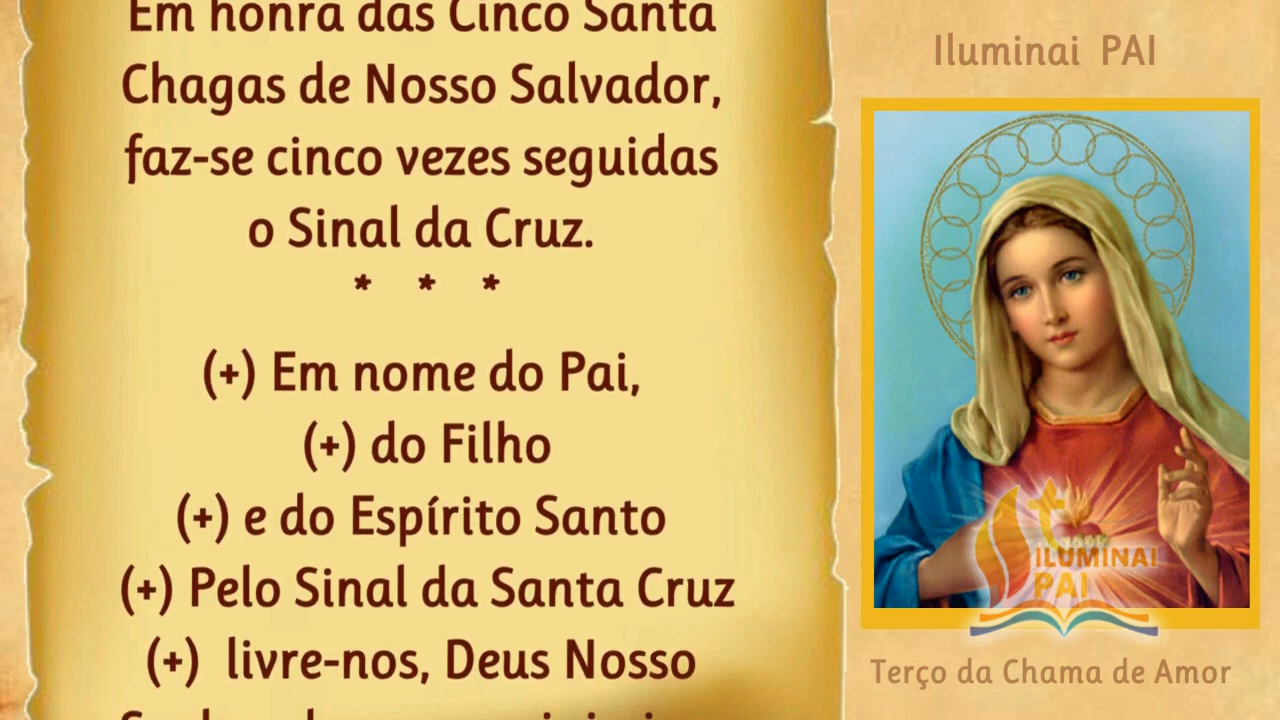 Em honra das Cinco Santa
Chagas de Nosso Salvador,
faz-se cinco vezes seguidas
o Sinal da Cruz.
* * *
(+) Em nome do Pai,
(+) do Filho
(+) e do Espírito Santo
(+) Pelo Sinal da Santa Cruz
(+) livre-nos, Deus Nosso
Iluminai PAI
ILUMINAI
PAI
Terço da Chama de Amor